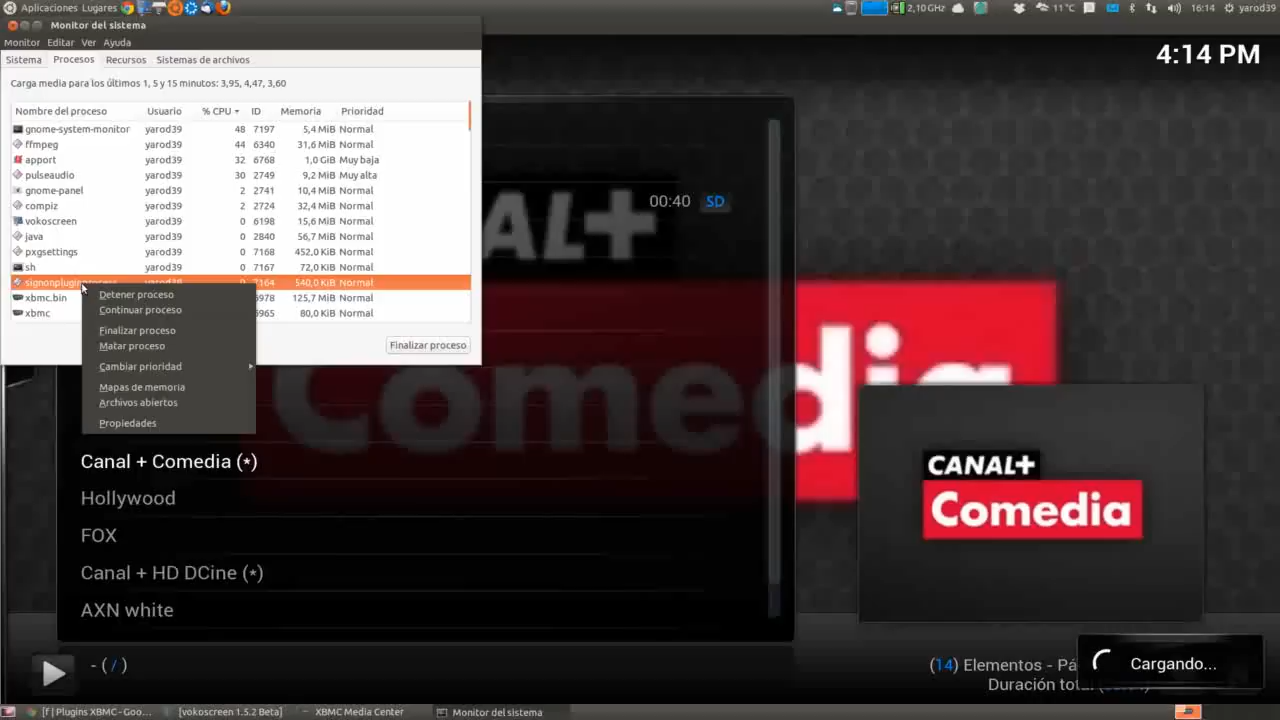 Aplicaciones Lugares 2,10 GHz 11 °C 16:14 yarod39
Monitor del sistema
Monitor Editar Ver Ayuda
Sistema Procesos Recursos Sistemas de archivos
4:14 PM
Carga media para los últimos 1, 5 y 15 minutos: 3,95, 4,47, 3,60
Nombre del proceso Usuario % CPU ID Memoria Prioridad
gnome-system-monitor yarod39 48 7197 5,4 MiB Normal
ffmpeg yarod39 44 6340 31,6 MiB Normal
apport yarod39 32 6768 1,0 GiB Muy baja
pulseaudio yarod39 30 2749 9,2 MiB Muy alta
gnome-panel yarod39 2 2741 10,4 MiB Normal
compiz yarod39 2 2724 32,4 MiB Normal
vokoscreen yarod39 0 6198 15,6 MiB Normal
java yarod39 0 2840 56,7 MiB Normal
pxgsettings yarod39 0 7168 452,0 KiB Normal
sh yarod39 0 7167 72,0 KiB Normal
signonpluginprocess yarod39 0 7164 540,0 KiB Normal
xbmc.bin 6978 125,7 MiB Normal
xbmc 6965 80,0 KiB Normal
Detener proceso
Continuar proceso
Finalizar proceso
Matar proceso
Cambiar prioridad
Mapas de memoria
Archivos abiertos
Propiedades
Finalizar proceso
00:40 SD
AL+
Comedia
Canal + Comedia (*)
Hollywood
FOX
Canal + HD DCine (*)
AXN white
CANAL+
Comedia
- ( / )
(14) Elementos - Pá
Duración total
Cargando...
[f | Plugins XBMC - Goo... [vokoscreen 1.5.2 Beta] XBMC Media Center Monitor del sistema